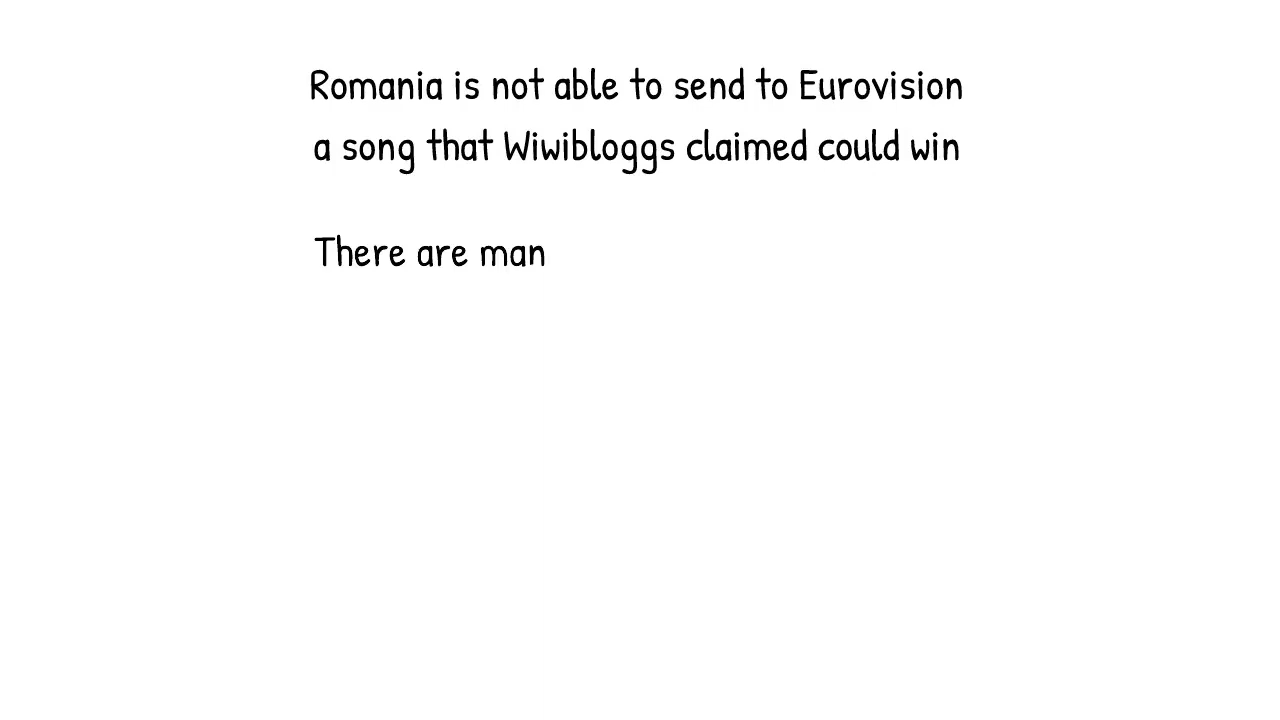 Romania is not able to send to Eurovision
a song that Wiwibloggs claimed could win
There are man